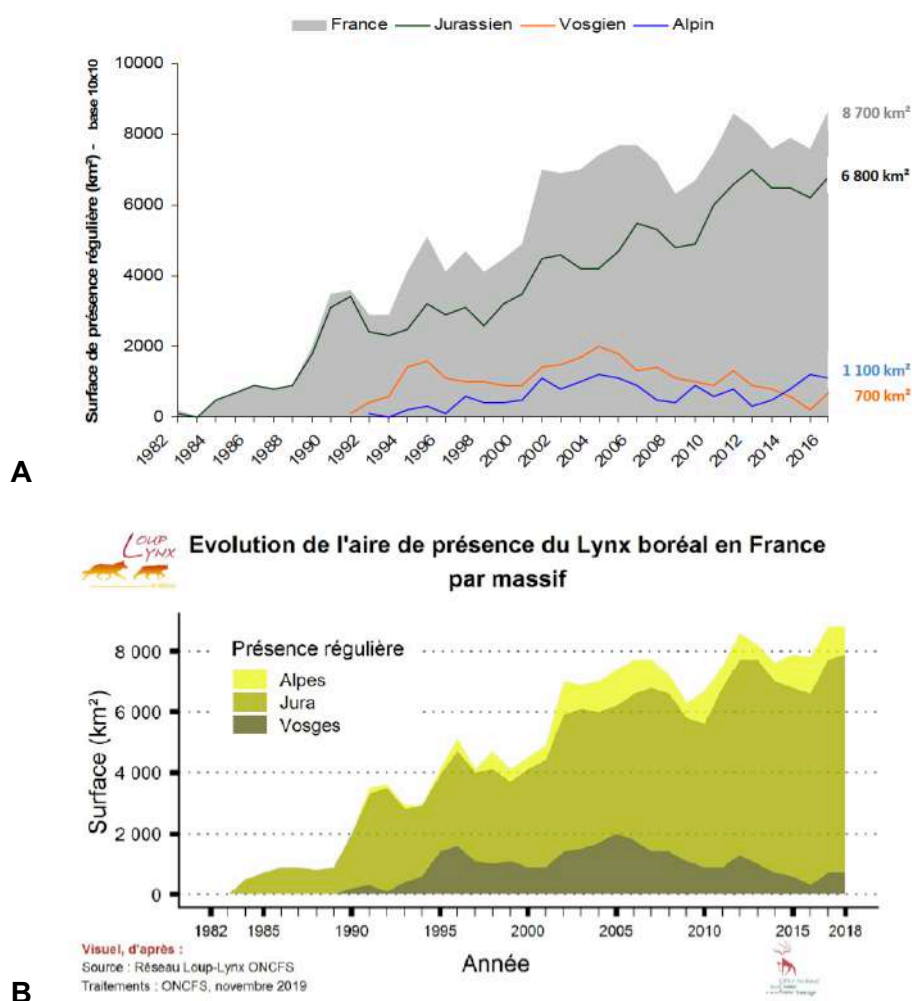 France Jurassien Vosgien Alpin
Surface de présence régulière (km²) - base 10x10
10000
8000
6000
4000
2000
0
8 700 km²
6 800 km²
1 100 km²
700 km²
1982 1984 1986 1988 1990 1992 1994 1996 1998 2000 2002 2004 2006 2008 2010 2012 2014 2016
A
LOUP LYNX
Evolution de l'aire de présence du Lynx boréal en France
par massif
Présence régulière
Alpes
Jura
Vosges
Surface (km²)
8 000
6 000
4 000
2 000
0
1982 1985 1990 1995 2000 2005 2010 2015 2018
Année
Visuel, d'après :
Source : Réseau Loup-Lynx ONCFS
Traitements : ONCFS, novembre 2019
B